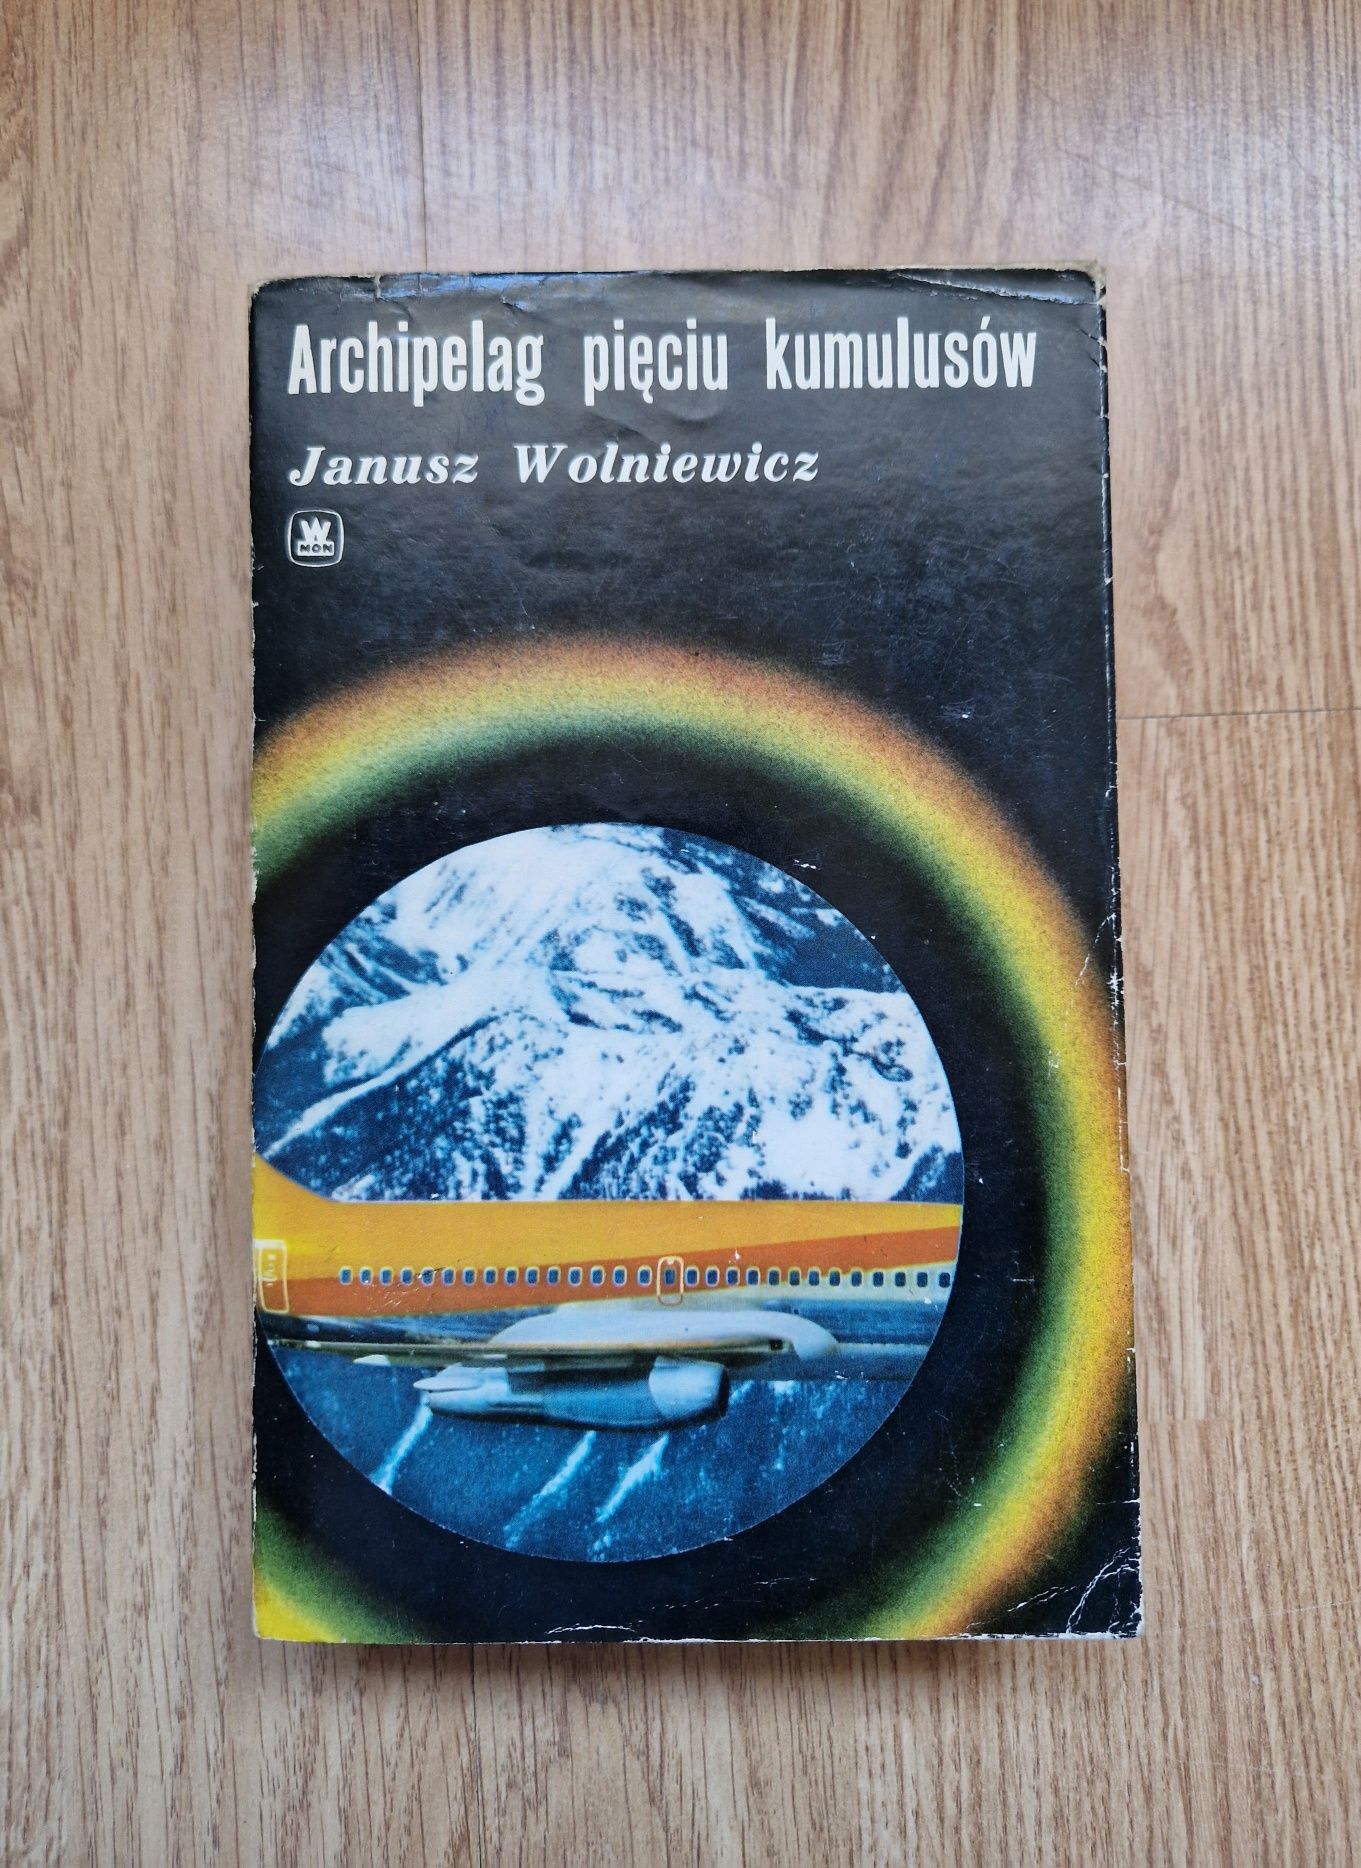 Archipelag pięciu kumulusów
Janusz Wolniewicz
W
MON